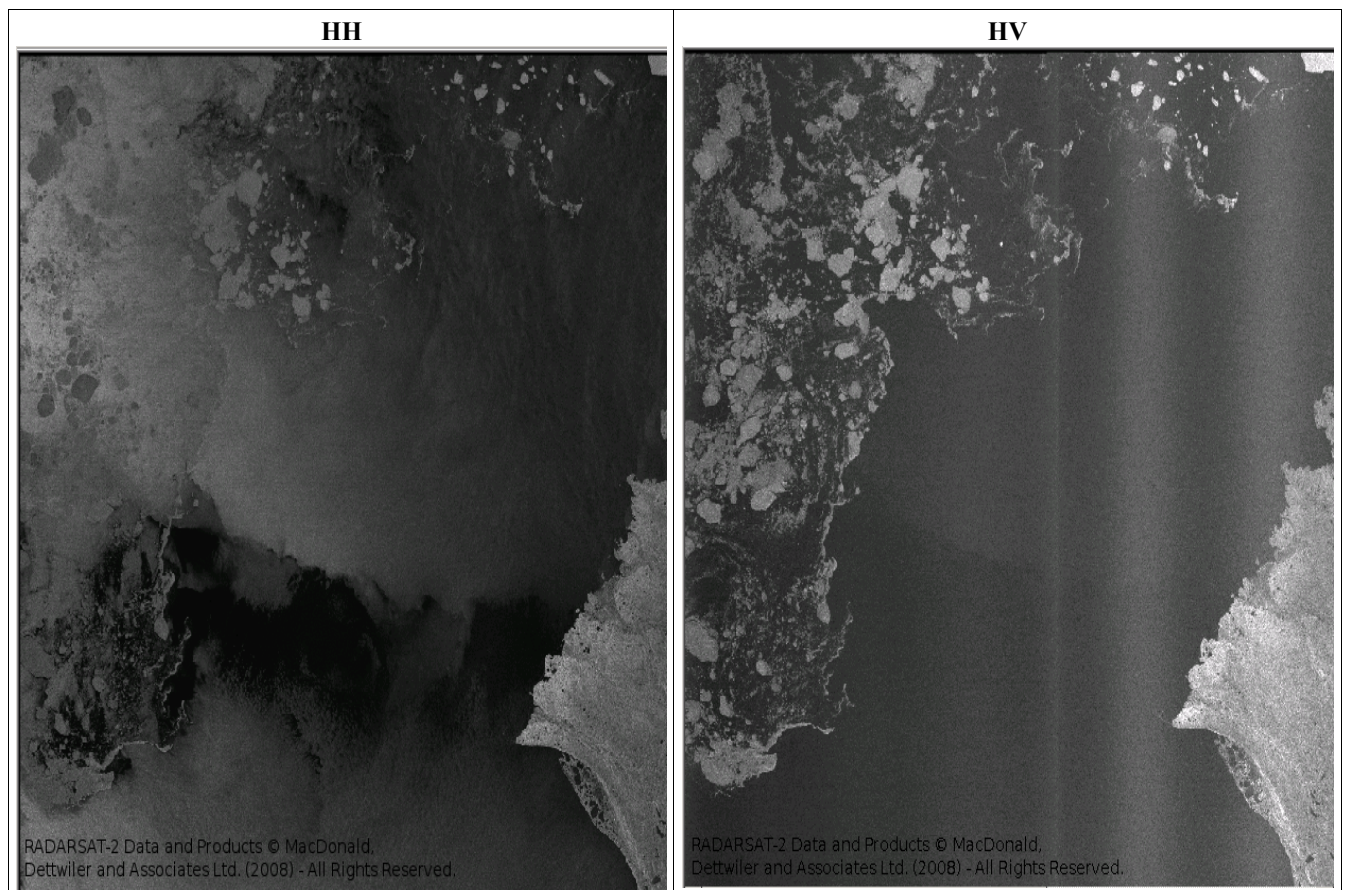 HH
HV
RADARSAT-2 Data and Products © MacDonald,
Dettwiler and Associates Ltd. (2008) - All Rights Reserved.
RADARSAT-2 Data and Products © MacDonald,
Dettwiler and Associates Ltd. (2008) - All Rights Reserved.